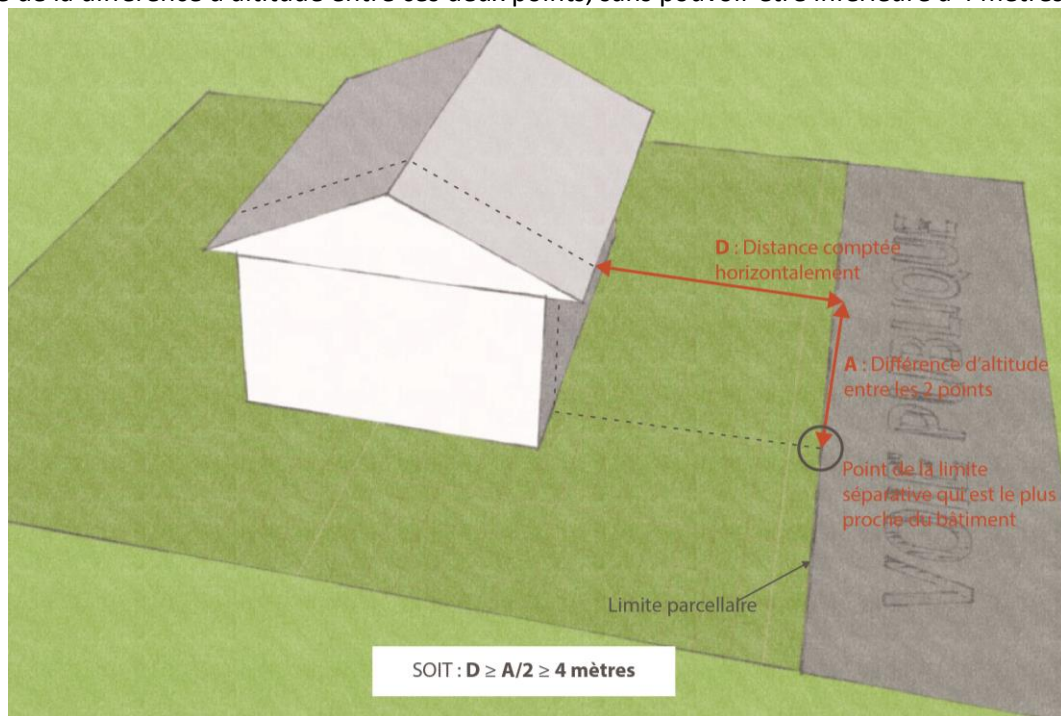 de la différence d'altitude entre ces deux points, sans pouvoir être inférieure à 4 mètres
D : Distance comptée
horizontalement
A : Différence d'altitude
entre les 2 points
VOIE PUBLIQUE
Point de la limite
séparative qui est le plus
proche du bâtiment
Limite parcellaire
SOIT : D ≥ A/2 ≥ 4 mètres